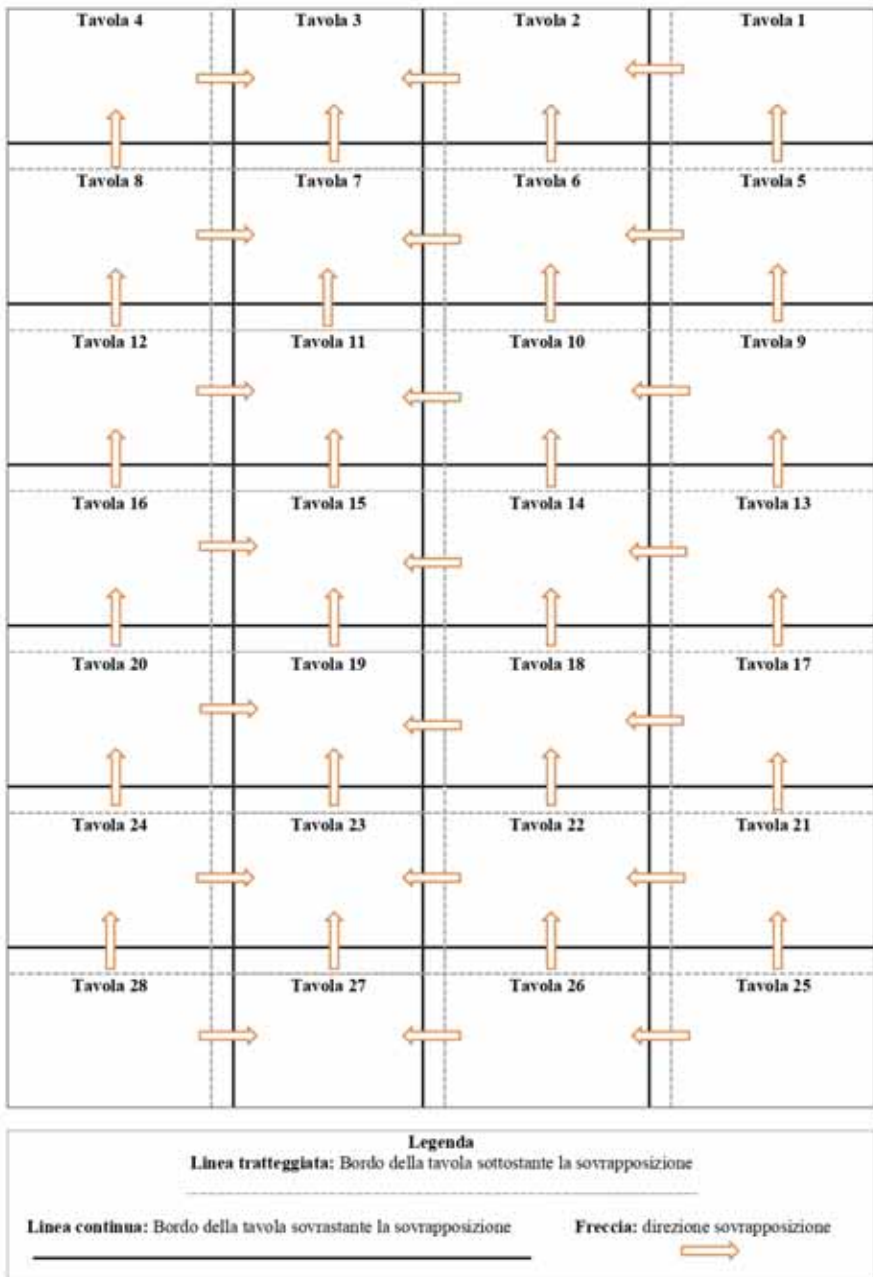 Tavola 4 Tavola 3 Tavola 2 Tavola 1
Tavola 8 Tavola 7 Tavola 6 Tavola 5
Tavola 12 Tavola 11 Tavola 10 Tavola 9
Tavola 16 Tavola 15 Tavola 14 Tavola 13
Tavola 20 Tavola 19 Tavola 18 Tavola 17
Tavola 24 Tavola 23 Tavola 22 Tavola 21
Tavola 28 Tavola 27 Tavola 26 Tavola 25
Legenda
Linea tratteggiata: Bordo della tavola sottostante la sovrapposizione
Linea continua: Bordo della tavola sovrastante la sovrapposizione Freccia: direzione sovrapposizione